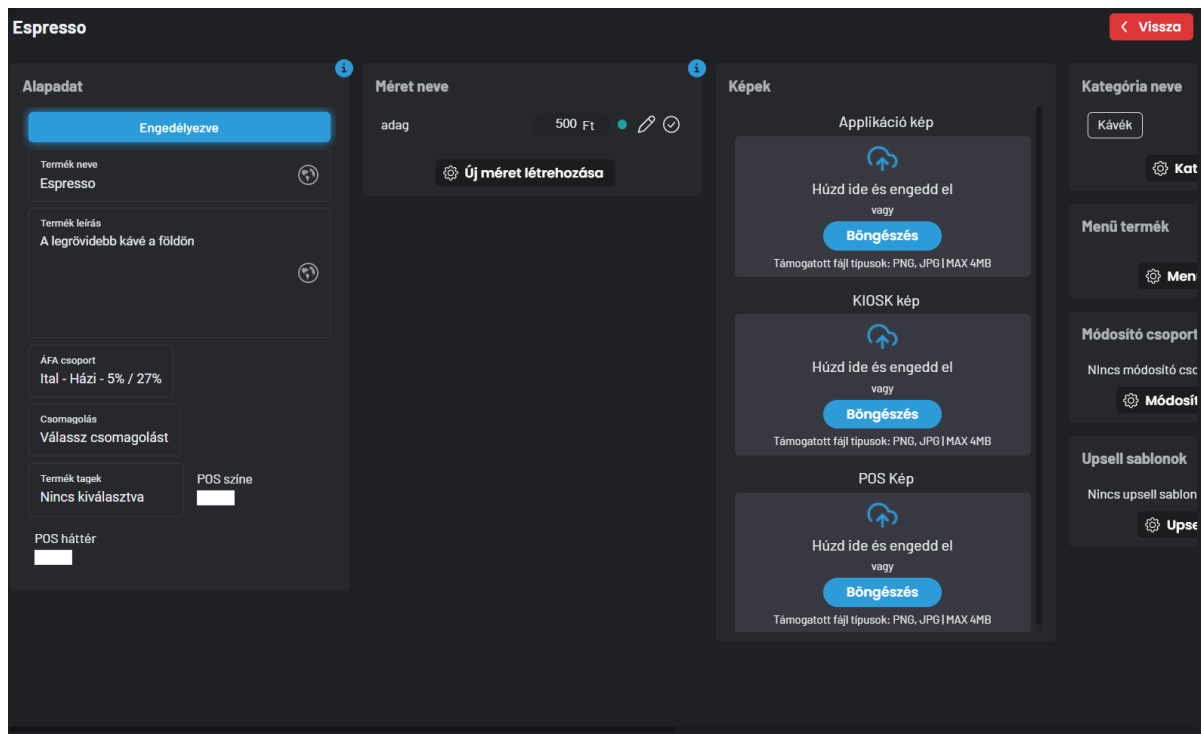 Espresso
Vissza
Alapadat
Engedélyezve
Termék neve
Espresso
Termék leírás
A legrövidebb kávé a földön
ÁFA csoport
Ital - Házi - 5% / 27%
Csomagolás
Válassz csomagolást
Termék tagek
Nincs kiválasztva
POS színe
POS háttér
Méret neve
adag 500 Ft
Új méret létrehozása
Képek
Applikáció kép
Húzd ide és engedd el
vagy
Böngészés
Támogatott fájl típusok: PNG, JPG | MAX 4MB
KIOSK kép
Húzd ide és engedd el
vagy
Böngészés
Támogatott fájl típusok: PNG, JPG | MAX 4MB
POS Kép
Húzd ide és engedd el
vagy
Böngészés
Támogatott fájl típusok: PNG, JPG | MAX 4MB
Kategória neve
Kávék
Kat
Menü termék
Men
Módosító csoport
NIncs módosító cso
Módosít
Upsell sablonok
Nincs upsell sablon
Upse